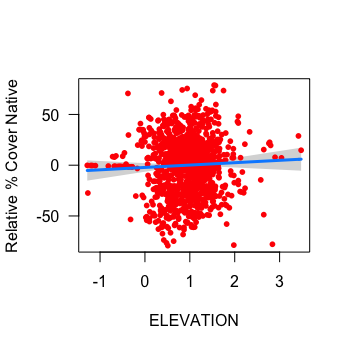 Relative % Cover Native
50
0
-50
-1 0 1 2 3
ELEVATION